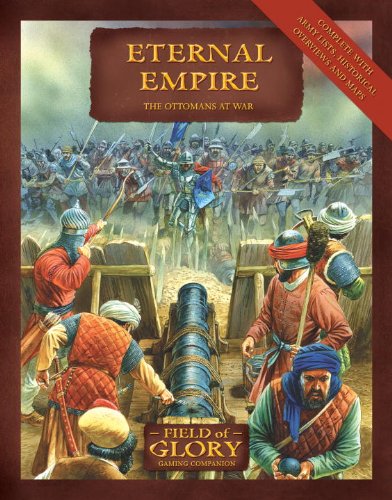 ETERNAL
EMPIRE
THE OTTOMANS AT WAR
COMPLETE WITH
ARMY LISTS, HISTORICAL
OVERVIEWS AND MAPS
FIELD of
GLORY
GAMING COMPANION